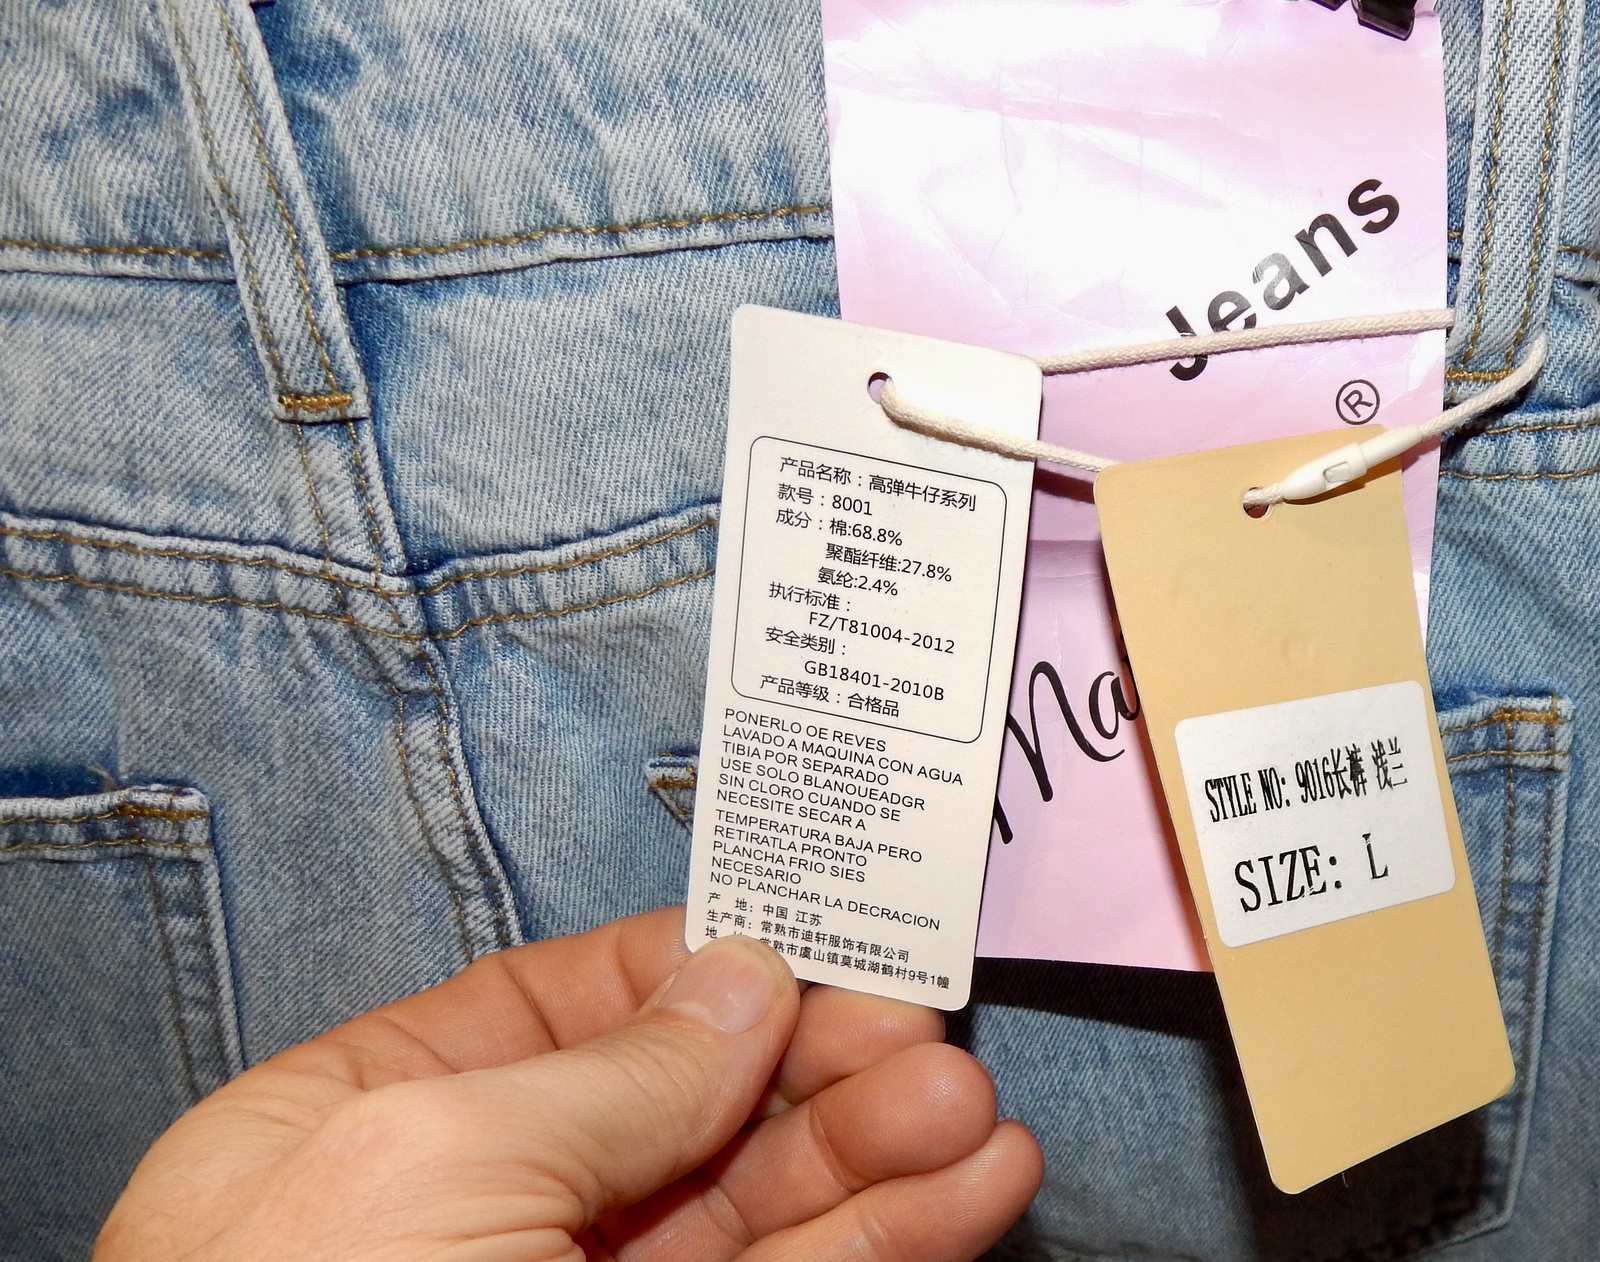 Jeans
®
Na
产品名称：高弹牛仔系列
款号：8001
成分：棉:68.8%
聚酯纤维:27.8%
氨纶:2.4%
执行标准：
FZ/T81004-2012
安全类别：
GB18401-2010B
产品等级：合格品
PONERLO OE REVES
LAVADO A MAQUINA CON AGUA
TIBIA POR SEPARADO
USE SOLO BLANOUEADGR
SIN CLORO CUANDO SE
NECESITE SECAR A
TEMPERATURA BAJA PERO
RETIRATLA PRONTO
PLANCHA FRIO SIES
NECESARIO
NO PLANCHAR LA DECRACION
产 地：中国 江苏
生产商：常熟市迪轩服饰有限公司
地 常熟市虞山镇莫城湖鹤村9号1幢
STYLE NO: 9016长裤 浅兰
SIZE: L